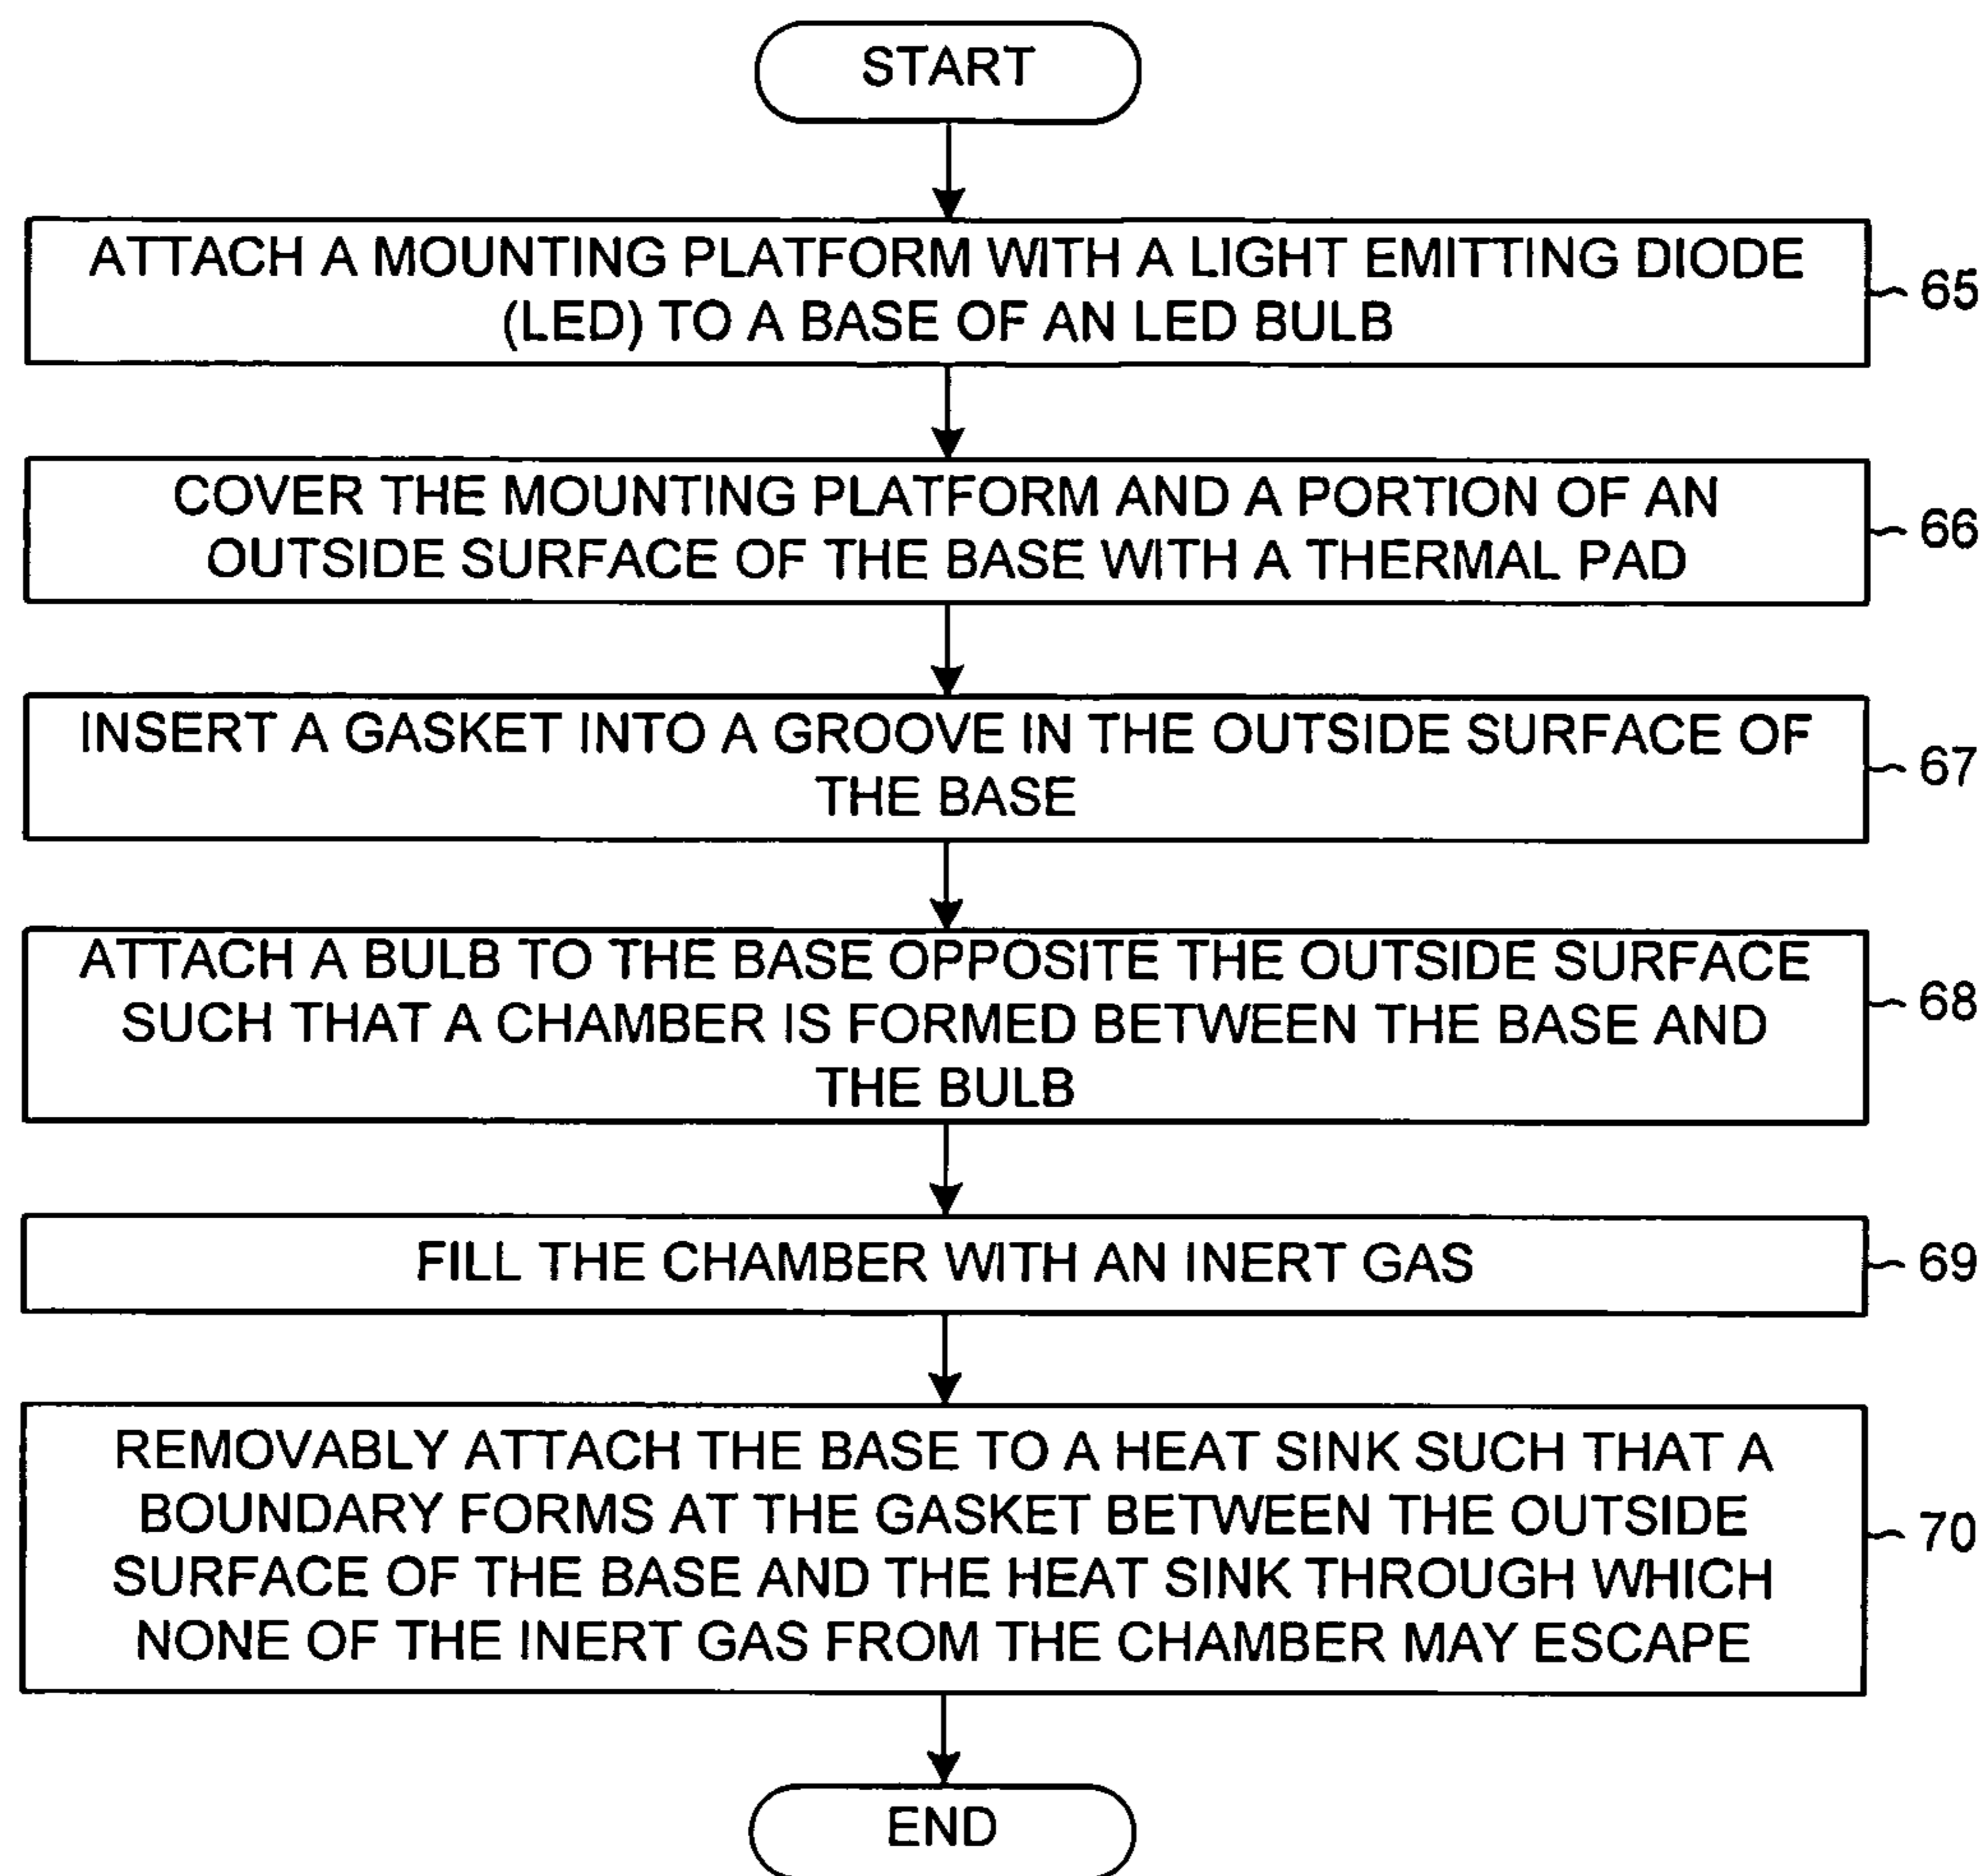 START
ATTACH A MOUNTING PLATFORM WITH A LIGHT EMITTING DIODE
(LED) TO A BASE OF AN LED BULB
65
COVER THE MOUNTING PLATFORM AND A PORTION OF AN
OUTSIDE SURFACE OF THE BASE WITH A THERMAL PAD
66
INSERT A GASKET INTO A GROOVE IN THE OUTSIDE SURFACE OF
THE BASE
67
ATTACH A BULB TO THE BASE OPPOSITE THE OUTSIDE SURFACE
SUCH THAT A CHAMBER IS FORMED BETWEEN THE BASE AND
THE BULB
68
FILL THE CHAMBER WITH AN INERT GAS
69
REMOVABLY ATTACH THE BASE TO A HEAT SINK SUCH THAT A
BOUNDARY FORMS AT THE GASKET BETWEEN THE OUTSIDE
SURFACE OF THE BASE AND THE HEAT SINK THROUGH WHICH
NONE OF THE INERT GAS FROM THE CHAMBER MAY ESCAPE
70
END